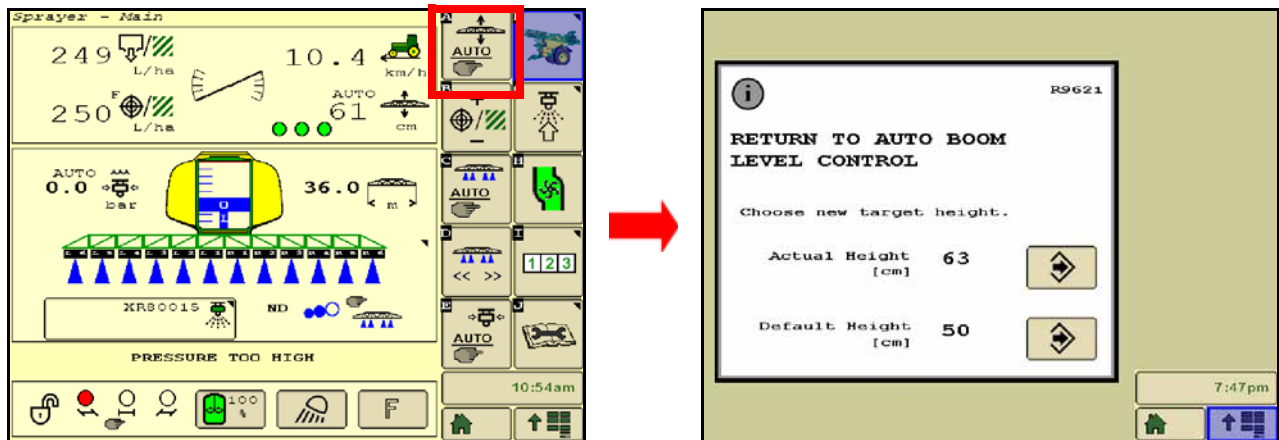 Sprayer - Main
249 L/ha
10.4 km/h
250 F L/ha
AUTO
61 cm
AUTO
0.0 bar
36.0
< m >
0
1
XR80015
ND
PRESSURE TOO HIGH
100 %
F
A
AUTO
B
+
-
C
AUTO
D
<< >>
E
AUTO
H
I
1 2 3
J
10:54am
i
R9621
RETURN TO AUTO BOOM
LEVEL CONTROL
Choose new target height.
Actual Height 63
[cm]
Default Height 50
[cm]
7:47pm